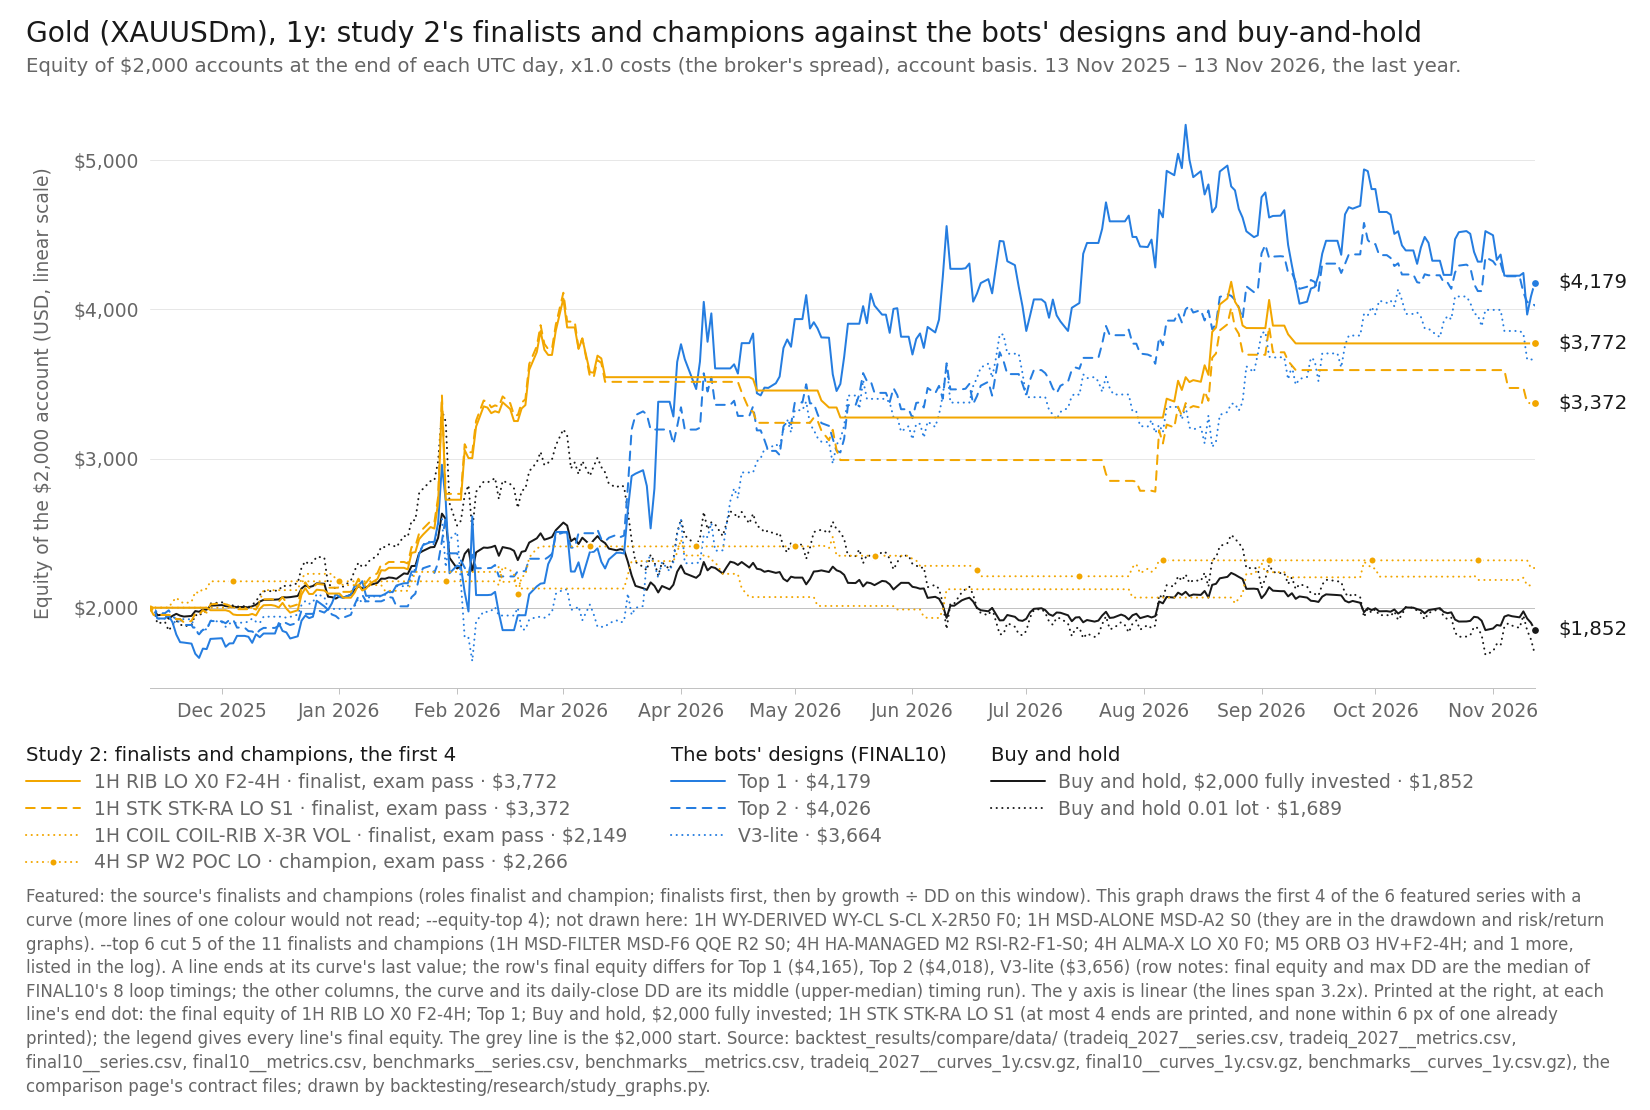 Gold (XAUUSDm), 1y: study 2's finalists and champions against the bots' designs and buy-and-hold
Equity of $2,000 accounts at the end of each UTC day, x1.0 costs (the broker's spread), account basis. 13 Nov 2025 – 13 Nov 2026, the last year.
Equity of the $2,000 account (USD, linear scale)
$5,000
$4,000
$3,000
$2,000
$4,179
$3,772
$3,372
$1,852
Dec 2025
Jan 2026
Feb 2026
Mar 2026
Apr 2026
May 2026
Jun 2026
Jul 2026
Aug 2026
Sep 2026
Oct 2026
Nov 2026
Study 2: finalists and champions, the first 4
1H RIB LO X0 F2-4H · finalist, exam pass · $3,772
1H STK STK-RA LO S1 · finalist, exam pass · $3,372
1H COIL COIL-RIB X-3R VOL · finalist, exam pass · $2,149
4H SP W2 POC LO · champion, exam pass · $2,266
The bots' designs (FINAL10)
Top 1 · $4,179
Top 2 · $4,026
V3-lite · $3,664
Buy and hold
Buy and hold, $2,000 fully invested · $1,852
Buy and hold 0.01 lot · $1,689
Featured: the source's finalists and champions (roles finalist and champion; finalists first, then by growth ÷ DD on this window). This graph draws the first 4 of the 6 featured series with a
curve (more lines of one colour would not read; --equity-top 4); not drawn here: 1H WY-DERIVED WY-CL S-CL X-2R50 F0; 1H MSD-ALONE MSD-A2 S0 (they are in the drawdown and risk/return
graphs). --top 6 cut 5 of the 11 finalists and champions (1H MSD-FILTER MSD-F6 QQE R2 S0; 4H HA-MANAGED M2 RSI-R2-F1-S0; 4H ALMA-X LO X0 F0; M5 ORB O3 HV+F2-4H; and 1 more,
listed in the log). A line ends at its curve's last value; the row's final equity differs for Top 1 ($4,165), Top 2 ($4,018), V3-lite ($3,656) (row notes: final equity and max DD are the median of
FINAL10's 8 loop timings; the other columns, the curve and its daily-close DD are its middle (upper-median) timing run). The y axis is linear (the lines span 3.2x). Printed at the right, at each
line's end dot: the final equity of 1H RIB LO X0 F2-4H; Top 1; Buy and hold, $2,000 fully invested; 1H STK STK-RA LO S1 (at most 4 ends are printed, and none within 6 px of one already
printed); the legend gives every line's final equity. The grey line is the $2,000 start. Source: backtest_results/compare/data/ (tradeiq_2027__series.csv, tradeiq_2027__metrics.csv,
final10__series.csv, final10__metrics.csv, benchmarks__series.csv, benchmarks__metrics.csv, tradeiq_2027__curves_1y.csv.gz, final10__curves_1y.csv.gz, benchmarks__curves_1y.csv.gz), the
comparison page's contract files; drawn by backtesting/research/study_graphs.py.